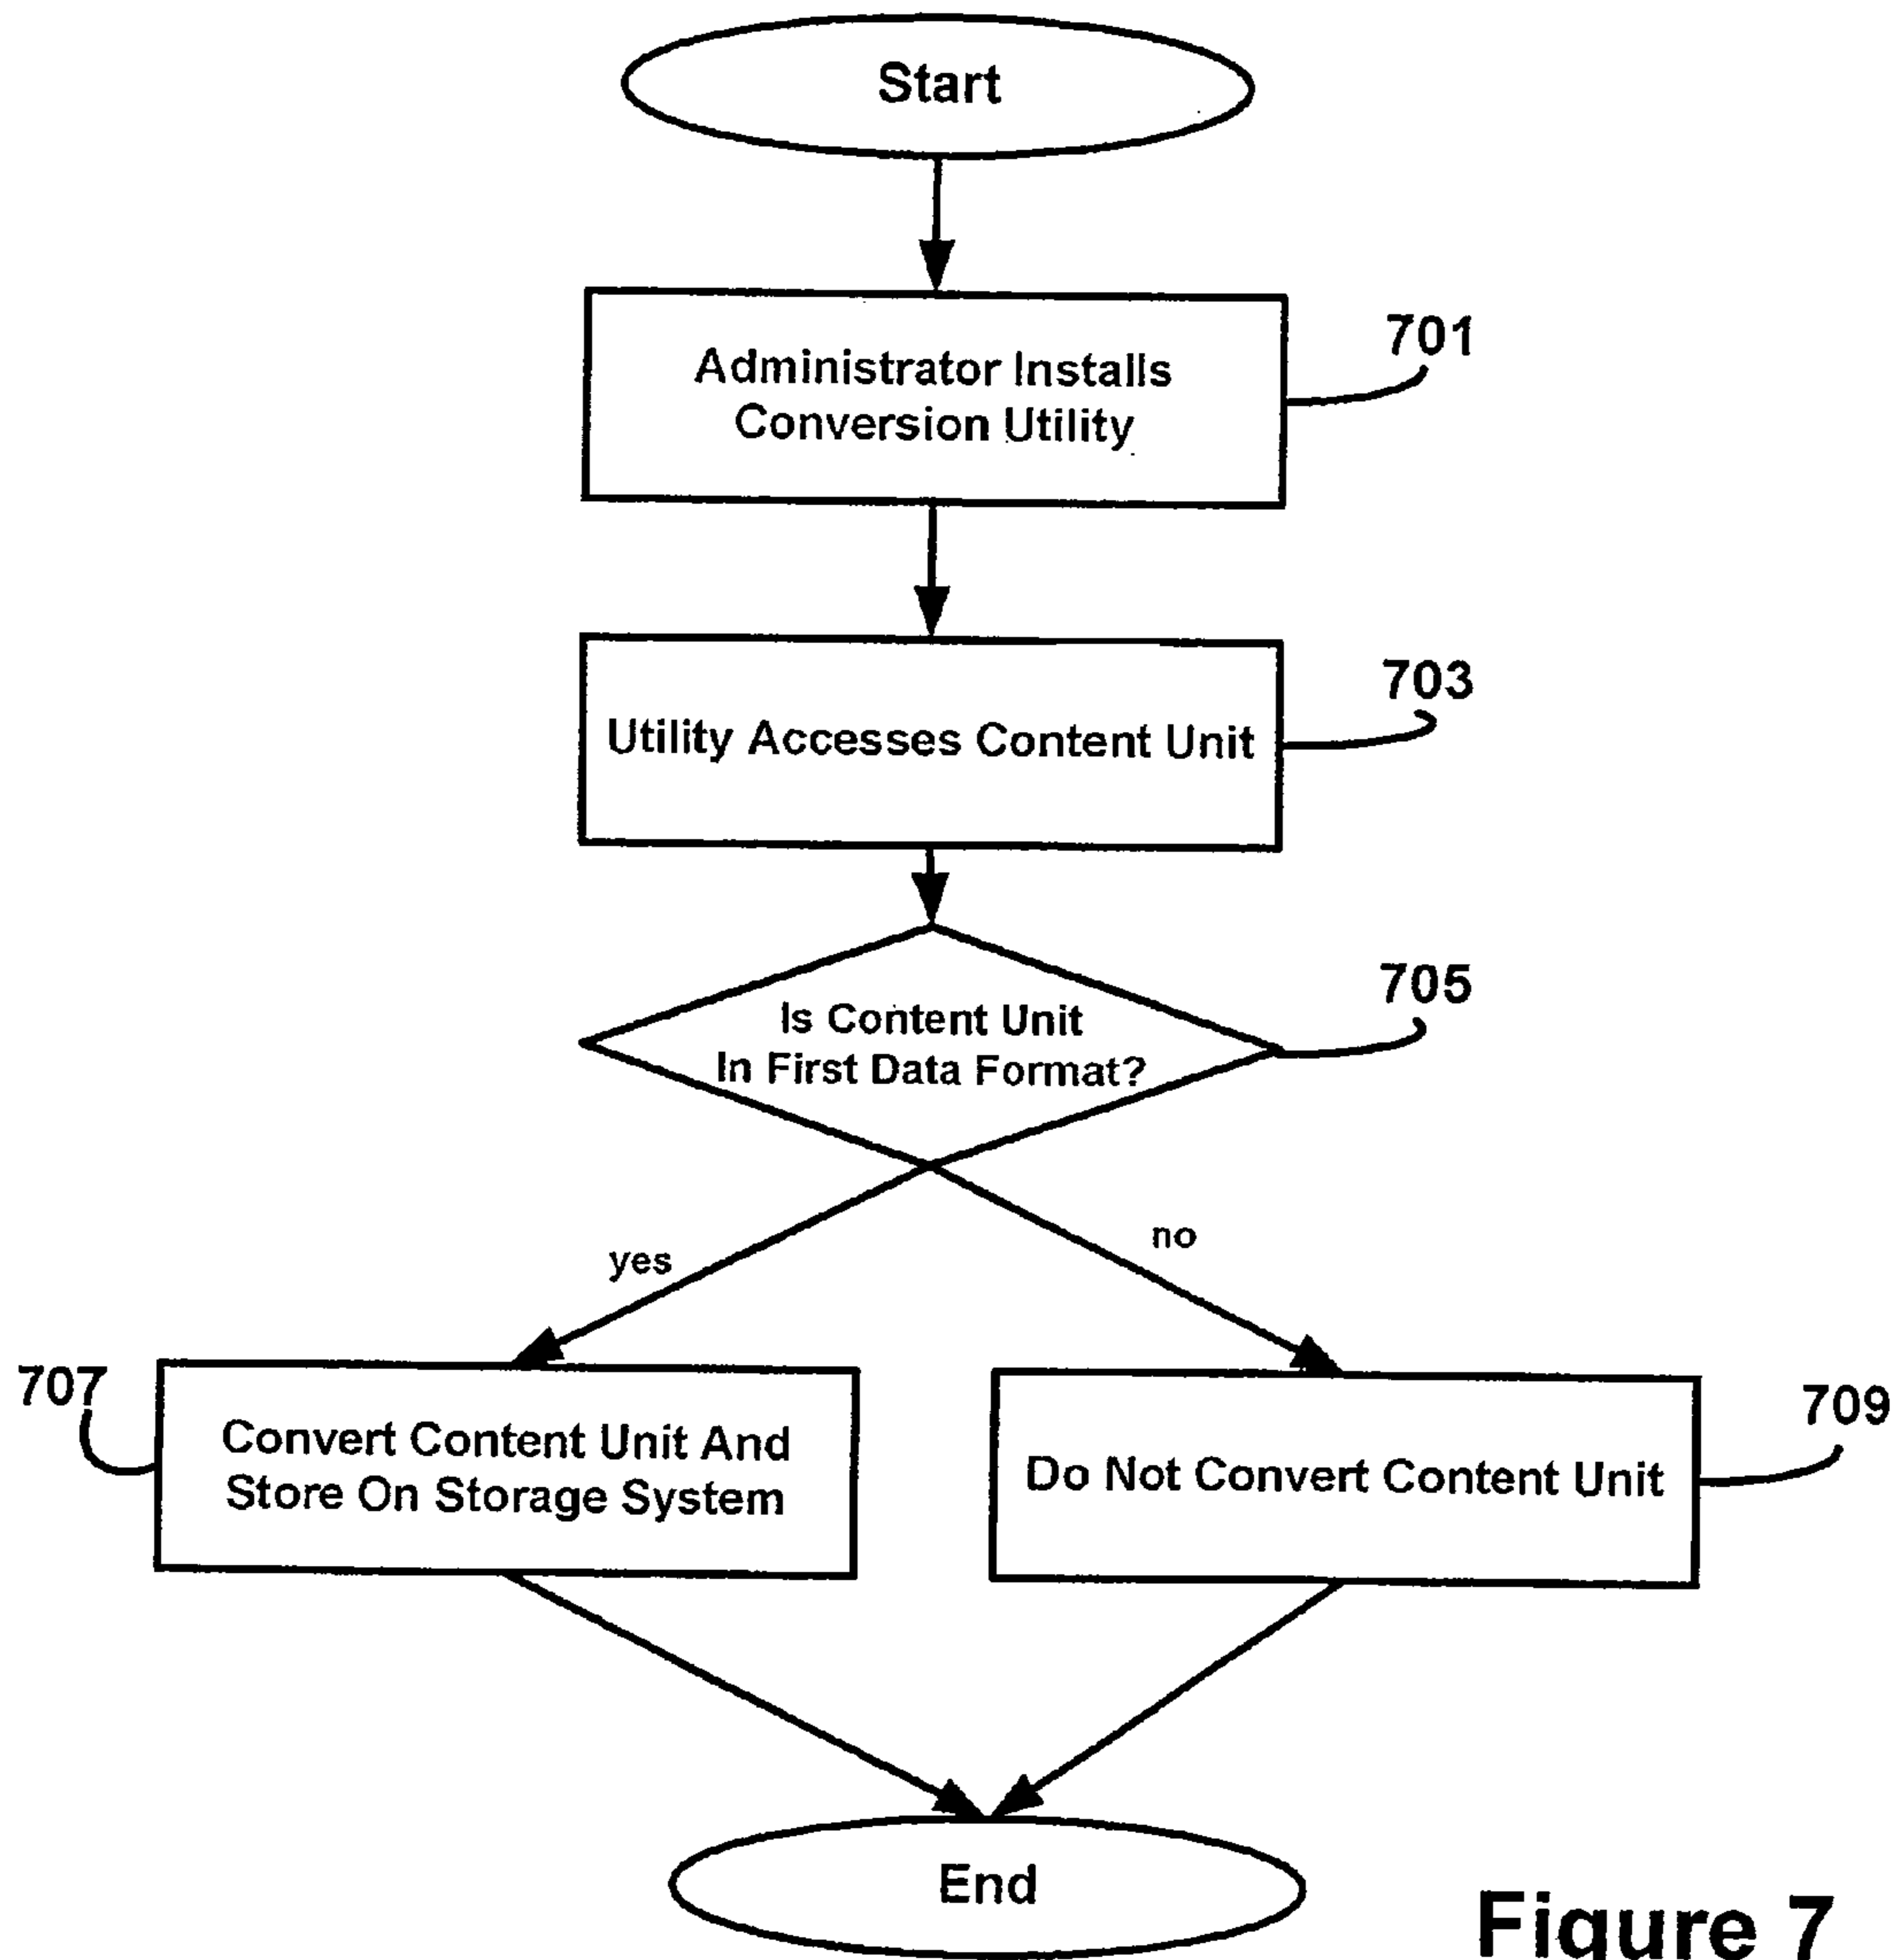 Start
Administrator Installs
Conversion Utility
701
Utility Accesses Content Unit
703
Is Content Unit
In First Data Format?
705
yes
no
707
Convert Content Unit And
Store On Storage System
Do Not Convert Content Unit
709
End
Figure 7